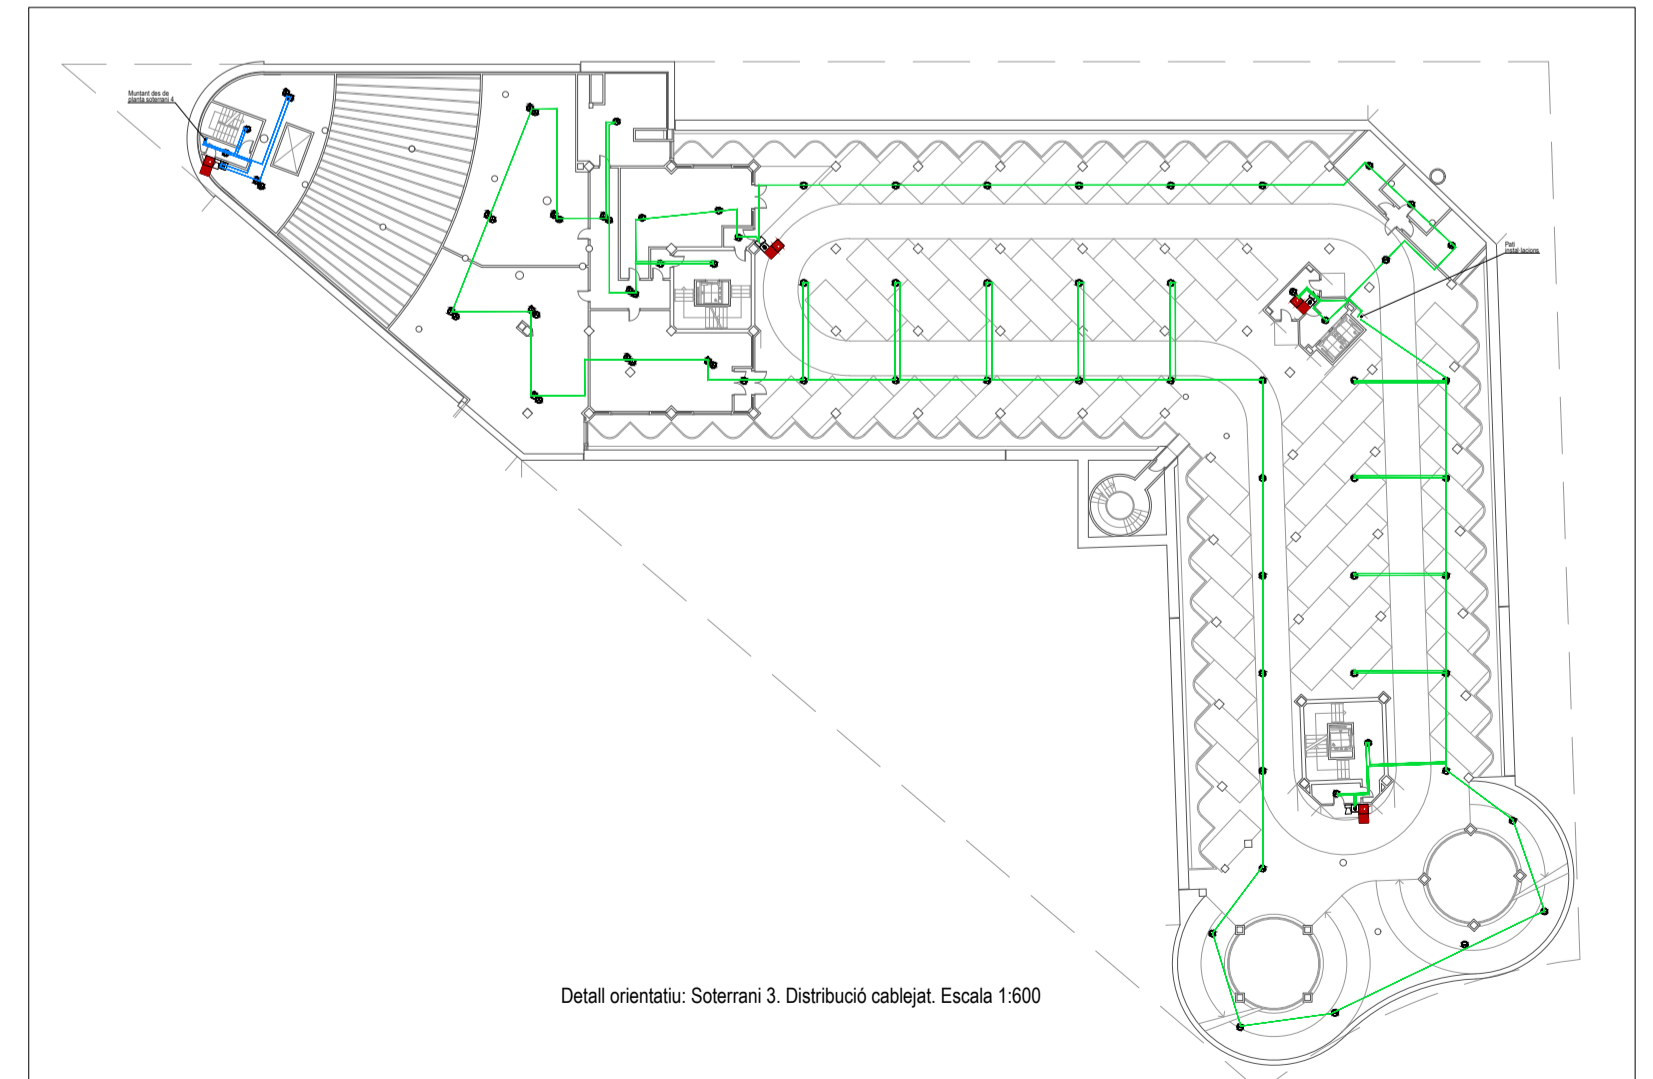 Muntant des de
planta soterrani 4
Pati
instal·lacions
Detall orientatiu: Soterrani 3. Distribució cablejat. Escala 1:600